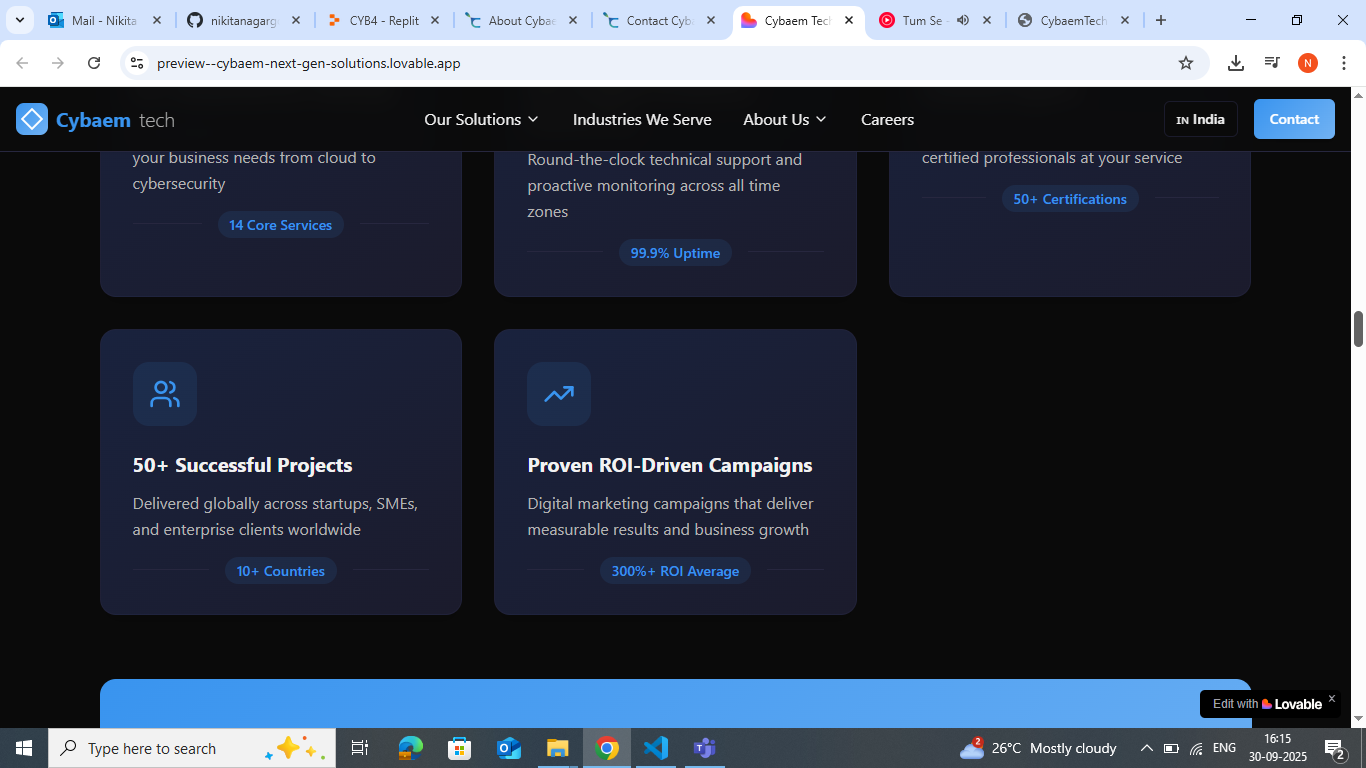 Mail - Nikita
nikitanagarg
CYB4 - Replit
About Cybae
Contact Cyb
Cybaem Tec
Tum Se -
CybaemTech
preview--cybaem-next-gen-solutions.lovable.app
N
Cybaem tech
Our Solutions
Industries We Serve
About Us
Careers
IN India
Contact
your business needs from cloud to
cybersecurity
14 Core Services
Round-the-clock technical support and
proactive monitoring across all time
zones
99.9% Uptime
certified professionals at your service
50+ Certifications
50+ Successful Projects
Delivered globally across startups, SMEs,
and enterprise clients worldwide
10+ Countries
Proven ROI-Driven Campaigns
Digital marketing campaigns that deliver
measurable results and business growth
300%+ ROI Average
Edit with Lovable
Type here to search
2
26°C Mostly cloudy
ENG
16:15
30-09-2025
2